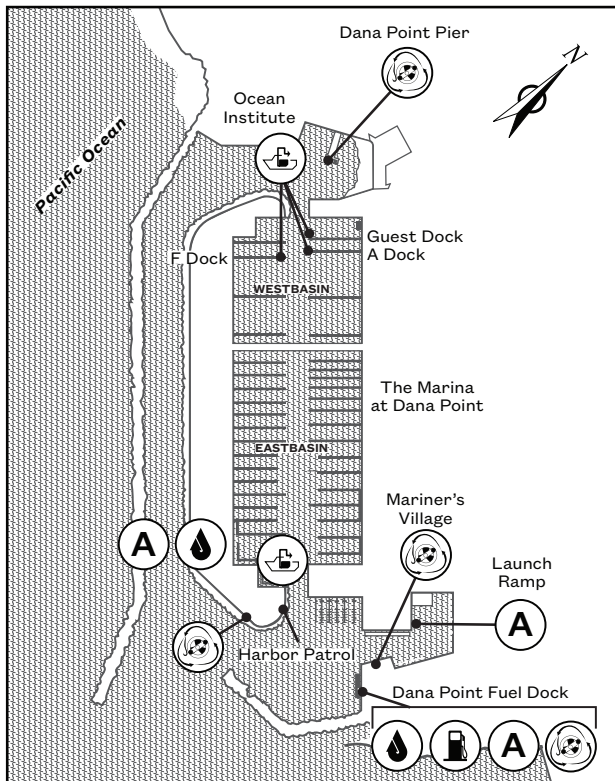 Dana Point Pier
N
Ocean
Institute
Pacific Ocean
F Dock
Guest Dock
A Dock
WESTBASIN
The Marina
at Dana Point
EASTBASIN
Mariner's
Village
A
Launch
Ramp
A
Harbor Patrol
Dana Point Fuel Dock
A